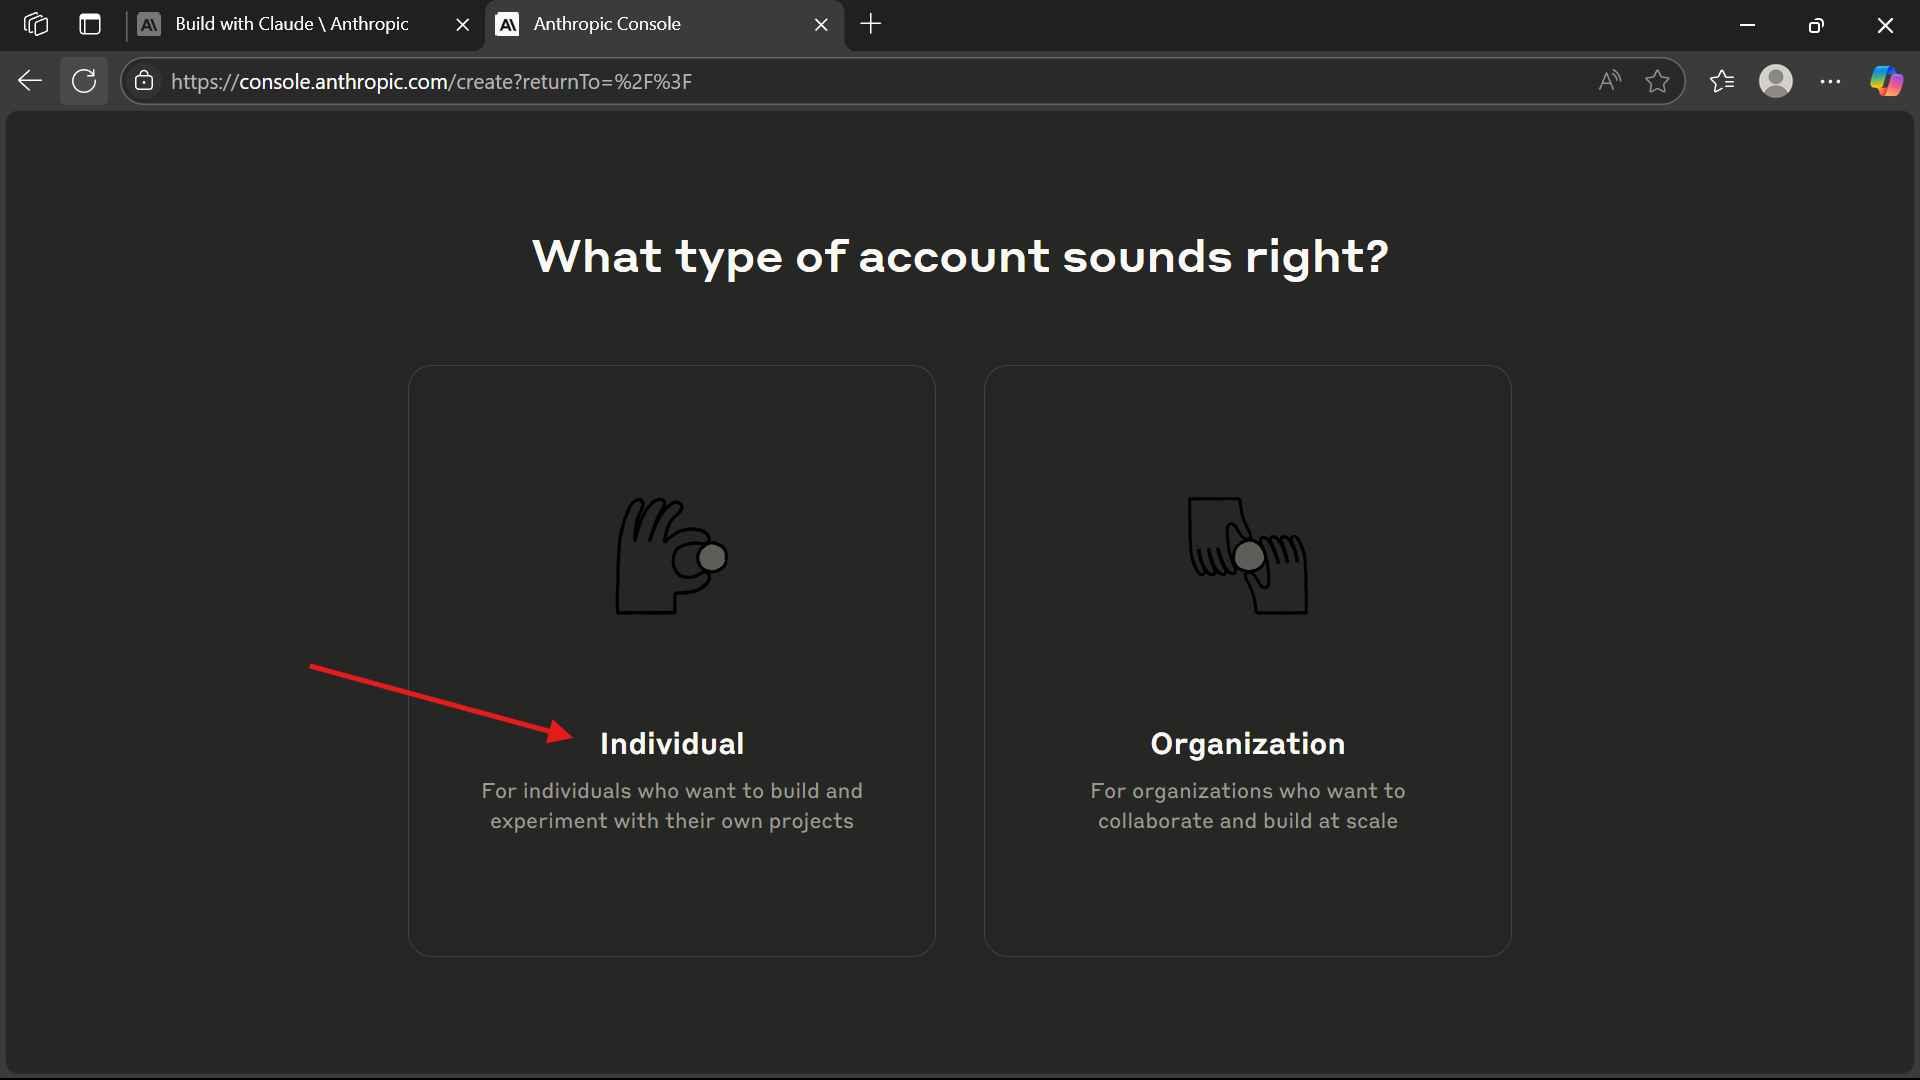 Build with Claude \ Anthropic
Anthropic Console
https://console.anthropic.com/create?returnTo=%2F%3F
What type of account sounds right?
Individual
For individuals who want to build and
experiment with their own projects
Organization
For organizations who want to
collaborate and build at scale